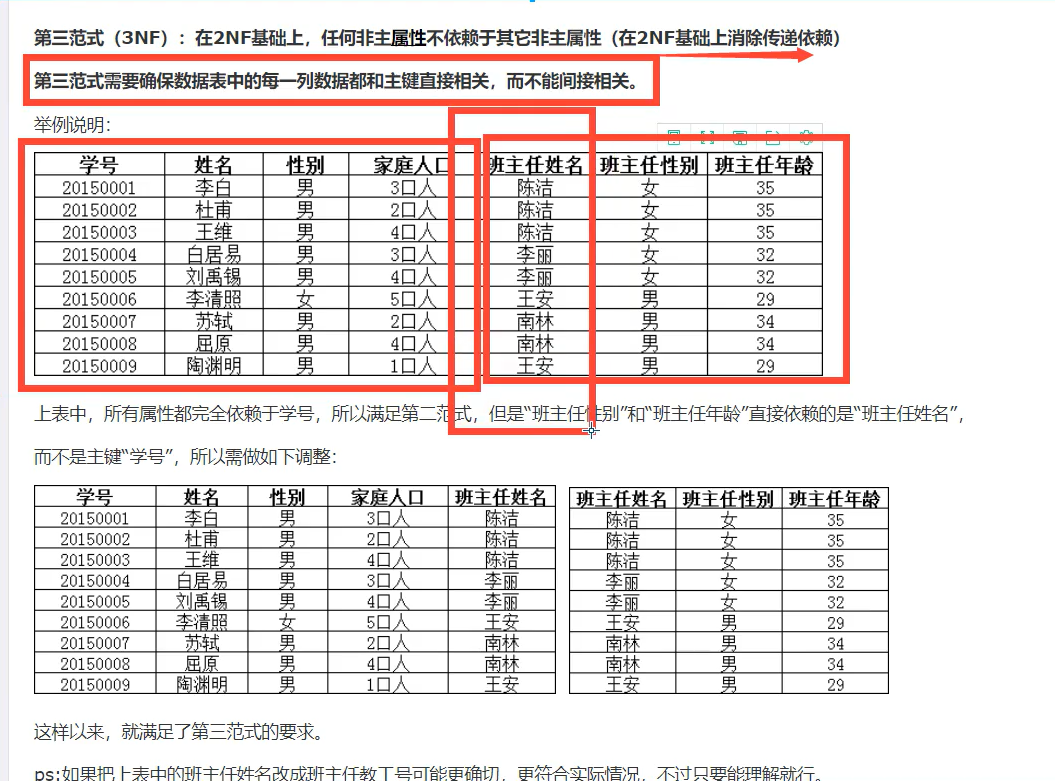 第三范式（3NF）：在2NF基础上，任何非主属性不依赖于其它非主属性（在2NF基础上消除传递依赖）
第三范式需要确保数据表中的每一列数据都和主键直接相关，而不能间接相关。
举例说明：
学号 姓名 性别 家庭人口 班主任姓名 班主任性别 班主任年龄
20150001 李白 男 3口人 陈洁 女 35
20150002 杜甫 男 2口人 陈洁 女 35
20150003 王维 男 4口人 陈洁 女 35
20150004 白居易 男 3口人 李丽 女 32
20150005 刘禹锡 男 4口人 李丽 女 32
20150006 李清照 女 5口人 王安 男 29
20150007 苏轼 男 2口人 南林 男 34
20150008 屈原 男 4口人 南林 男 34
20150009 陶渊明 男 1口人 王安 男 29
上表中，所有属性都完全依赖于学号，所以满足第二范式，但是“班主任性别”和“班主任年龄”直接依赖的是“班主任姓名”，
而不是主键“学号”，所以需做如下调整：
学号 姓名 性别 家庭人口 班主任姓名 班主任姓名 班主任性别 班主任年龄
20150001 李白 男 3口人 陈洁 陈洁 女 35
20150002 杜甫 男 2口人 陈洁 陈洁 女 35
20150003 王维 男 4口人 陈洁 陈洁 女 35
20150004 白居易 男 3口人 李丽 李丽 女 32
20150005 刘禹锡 男 4口人 李丽 李丽 女 32
20150006 李清照 女 5口人 王安 王安 男 29
20150007 苏轼 男 2口人 南林 南林 男 34
20150008 屈原 男 4口人 南林 南林 男 34
20150009 陶渊明 男 1口人 王安 王安 男 29
这样以来，就满足了第三范式的要求。
ps:如果把上表中的班主任姓名改成班主任教工号可能更确切，更符合实际情况，不过只要能理解就行。